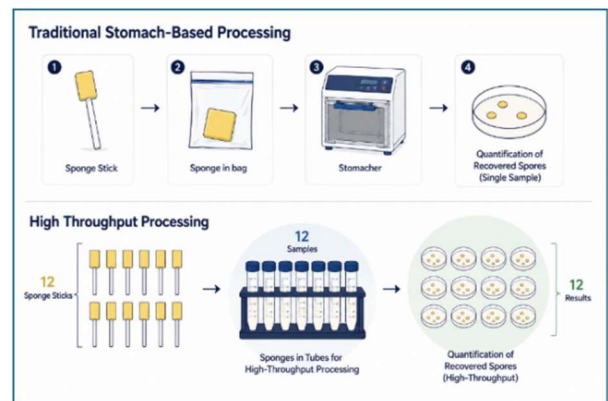 Traditional Stomach-Based Processing
1
2
3
4
Sponge Stick
Sponge in bag
Stomacher
Quantification of
Recovered Spores
(Single Sample)
High Throughput Processing
12
Sponge Sticks
12
Samples
Sponges in Tubes for
High-Throughput Processing
Quantification of
Recovered Spores
(High-Throughput)
12
Results